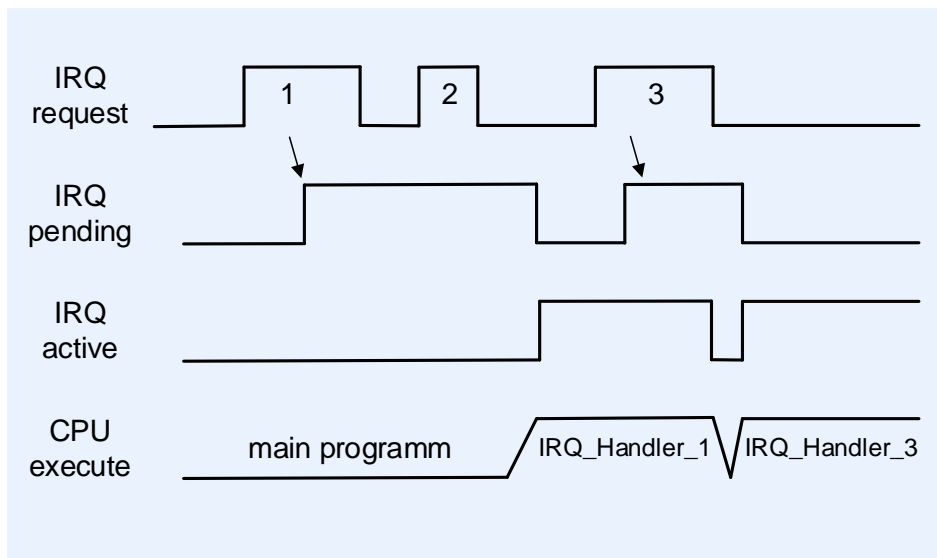 IRQ
request
1
2
3
IRQ
pending
IRQ
active
CPU
execute
main programm
IRQ_Handler_1
IRQ_Handler_3